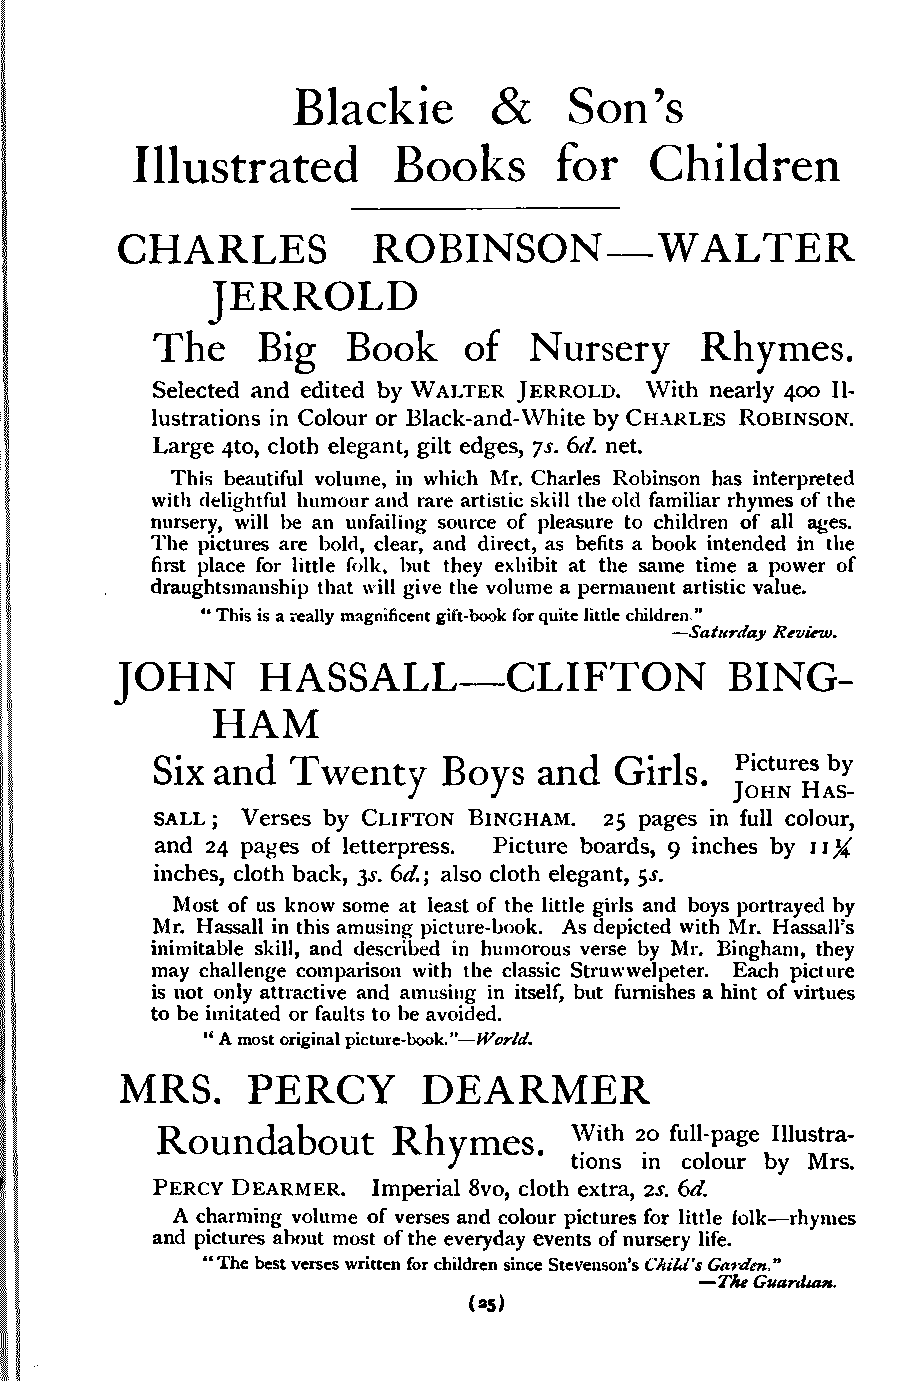 Blackie & Son's
Illustrated Books for Children
CHARLES ROBINSON—WALTER
JERROLD
The Big Book of Nursery Rhymes.
Selected and edited by WALTER JERROLD. With nearly 400 Il-
lustrations in Colour or Black-and-White by CHARLES ROBINSON.
Large 4to, cloth elegant, gilt edges, 7s. 6d. net.
This beautiful volume, in which Mr. Charles Robinson has interpreted
with delightful humour and rare artistic skill the old familiar rhymes of the
nursery, will be an unfailing source of pleasure to children of all ages.
The pictures are bold, clear, and direct, as befits a book intended in the
first place for little folk, but they exhibit at the same time a power of
draughtsmanship that will give the volume a permanent artistic value.
"This is a really magnificent gift-book for quite little children."
—Saturday Review.
JOHN HASSALL—CLIFTON BING-
HAM
Six and Twenty Boys and Girls. Pictures by
JOHN HAS-
SALL; Verses by CLIFTON BINGHAM. 25 pages in full colour,
and 24 pages of letterpress. Picture boards, 9 inches by 11¼
inches, cloth back, 3s. 6d.; also cloth elegant, 5s.
Most of us know some at least of the little girls and boys portrayed by
Mr. Hassall in this amusing picture-book. As depicted with Mr. Hassall's
inimitable skill, and described in humorous verse by Mr. Bingham, they
may challenge comparison with the classic Struwwelpeter. Each picture
is not only attractive and amusing in itself, but furnishes a hint of virtues
to be imitated or faults to be avoided.
"A most original picture-book."—World.
MRS. PERCY DEARMER
Roundabout Rhymes. With 20 full-page Illustra-
tions in colour by Mrs.
PERCY DEARMER. Imperial 8vo, cloth extra, 2s. 6d.
A charming volume of verses and colour pictures for little folk—rhymes
and pictures about most of the everyday events of nursery life.
"The best verses written for children since Stevenson's Child's Garden."
—The Guardian.
(25)